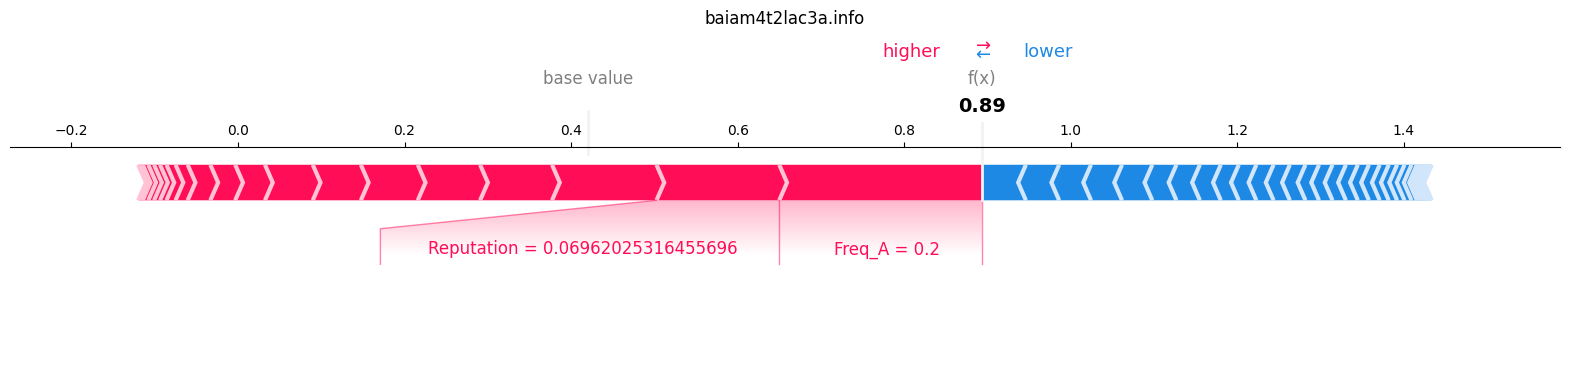 baiam4t2lac3a.info
higher ⇄ lower
base value f(x)
0.89
−0.2 0.0 0.2 0.4 0.6 0.8 1.0 1.2 1.4
Reputation = 0.06962025316455696 Freq_A = 0.2